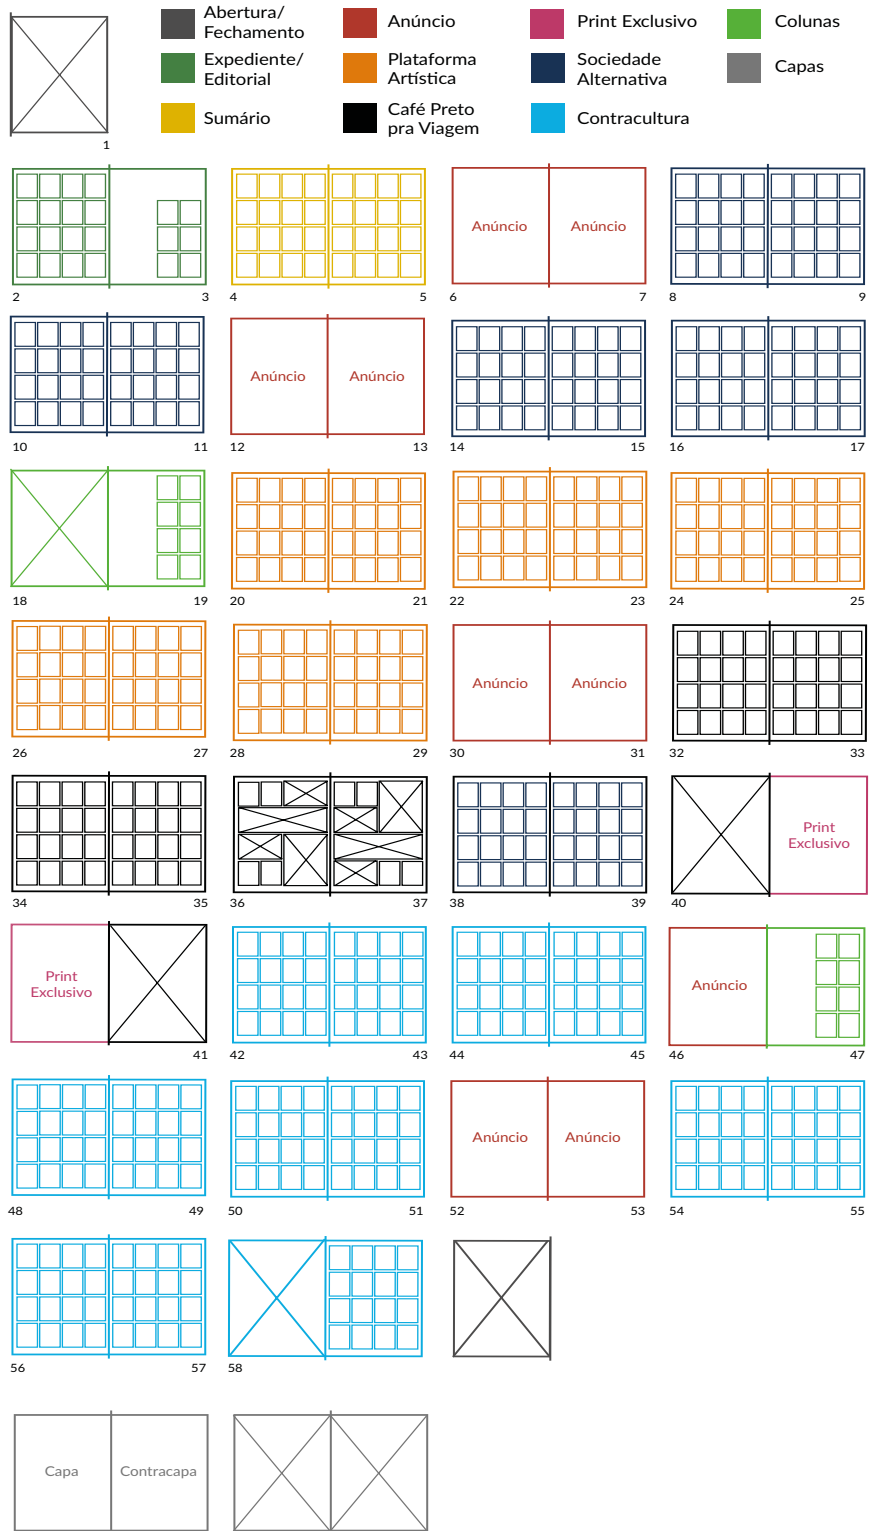 Abertura/
Fechamento
Anúncio
Print Exclusivo
Colunas
Expediente/
Editorial
Plataforma
Artística
Sociedade
Alternativa
Capas
Sumário
Café Preto
pra Viagem
Contracultura
1
Anúncio Anúncio
2 3 4 5 6 7 8 9
Anúncio Anúncio
10 11 12 13 14 15 16 17
18 19 20 21 22 23 24 25
Anúncio Anúncio
26 27 28 29 30 31 32 33
Print
Exclusivo
34 35 36 37 38 39 40
Print
Exclusivo
Anúncio
41 42 43 44 45 46 47
Anúncio Anúncio
48 49 50 51 52 53 54 55
56 57 58
Capa Contracapa